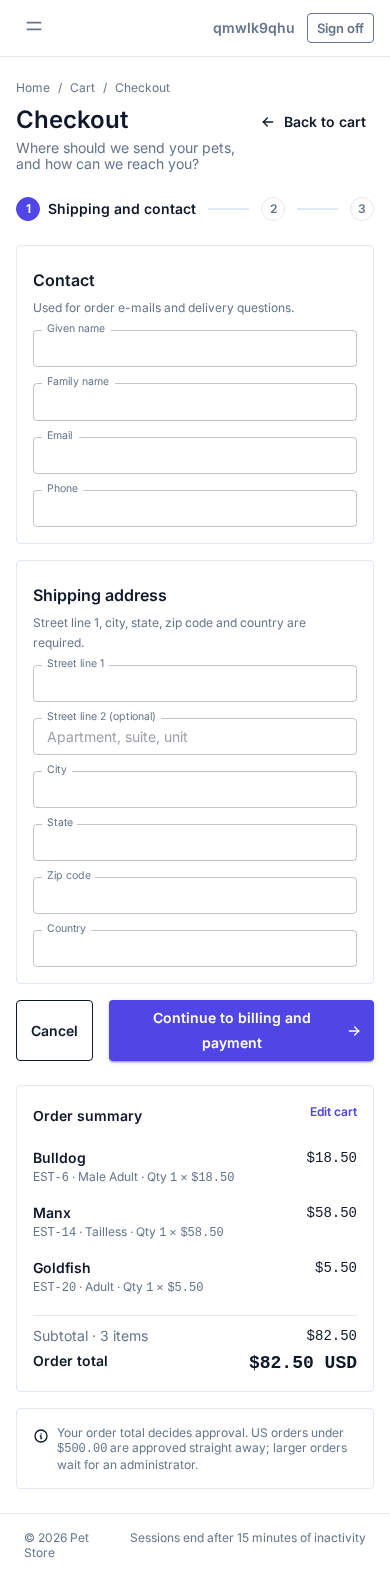 qmwlk9qhu
Sign off
Home / Cart / Checkout
Checkout
Back to cart
Where should we send your pets,
and how can we reach you?
1 Shipping and contact 2 3
Contact
Used for order e-mails and delivery questions.
Given name
Family name
Email
Phone
Shipping address
Street line 1, city, state, zip code and country are
required.
Street line 1
Street line 2 (optional)
Apartment, suite, unit
City
State
Zip code
Country
Cancel
Continue to billing and
payment
Order summary
Edit cart
Bulldog $18.50
EST-6 · Male Adult · Qty 1 × $18.50
Manx $58.50
EST-14 · Tailless · Qty 1 × $58.50
Goldfish $5.50
EST-20 · Adult · Qty 1 × $5.50
Subtotal · 3 items $82.50
Order total $82.50 USD
Your order total decides approval. US orders under
$500.00 are approved straight away; larger orders
wait for an administrator.
© 2026 Pet
Store
Sessions end after 15 minutes of inactivity